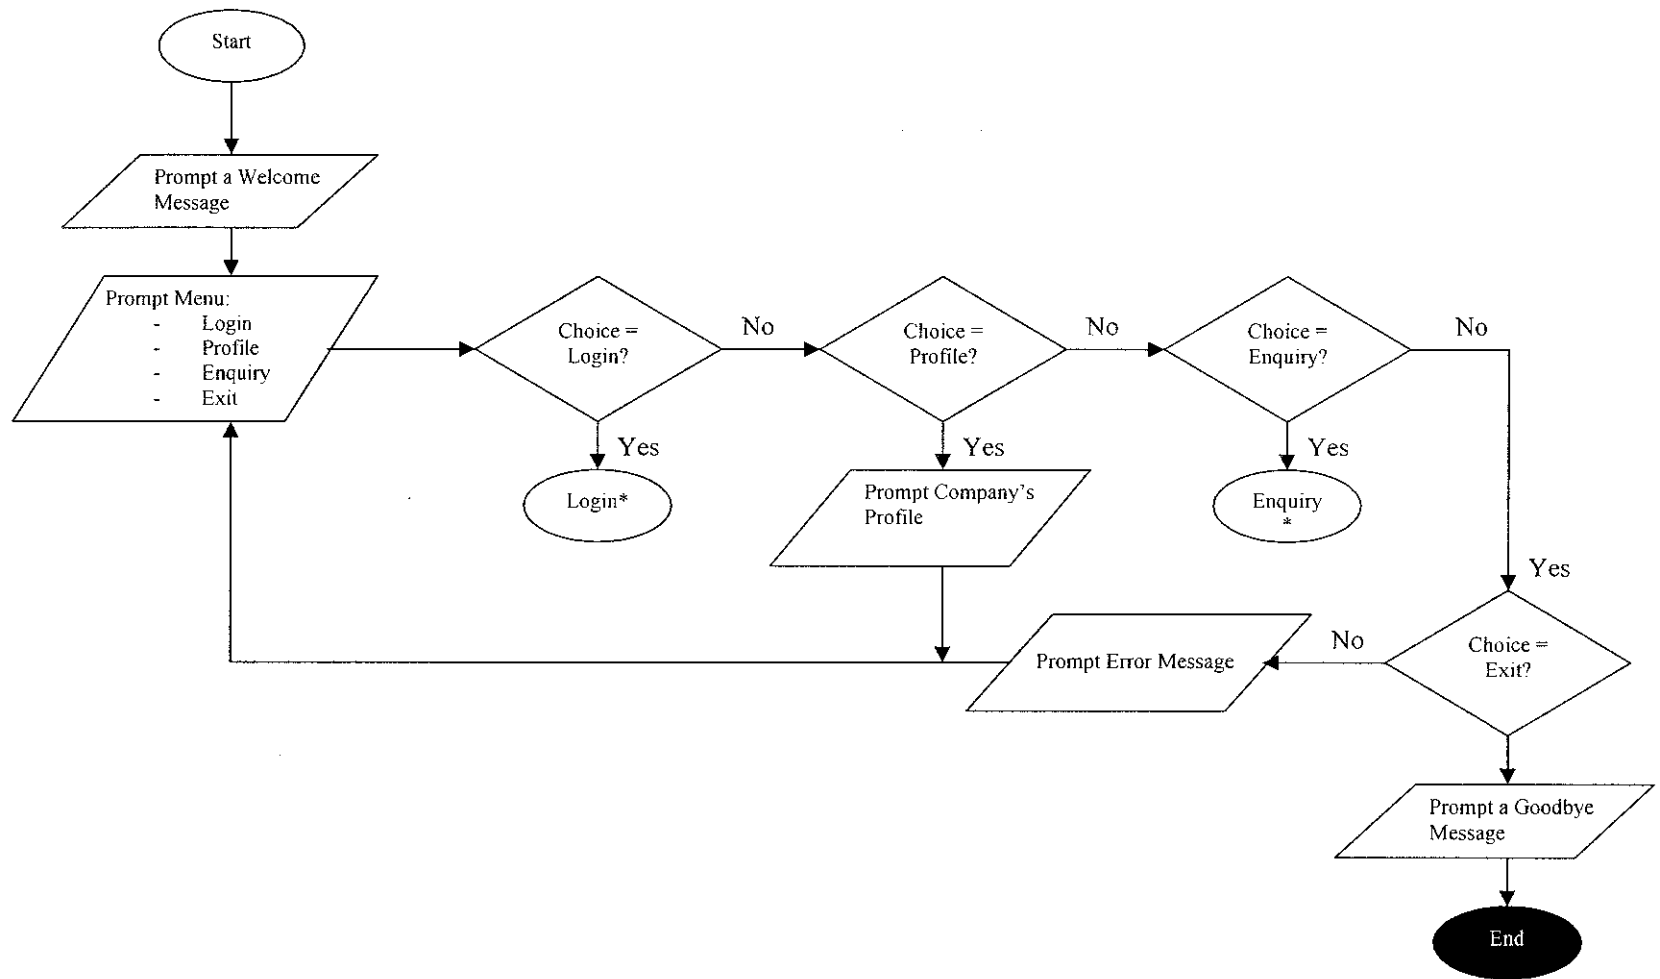 Start
Prompt a Welcome
Message
Prompt Menu:
- Login
- Profile
- Enquiry
- Exit
Choice =
Login?
No
Choice =
Profile?
No
Choice =
Enquiry?
No
Yes
Login*
Yes
Prompt Company's
Profile
Yes
Enquiry
*
Yes
Choice =
Exit?
No
Prompt Error Message
Prompt a Goodbye
Message
End